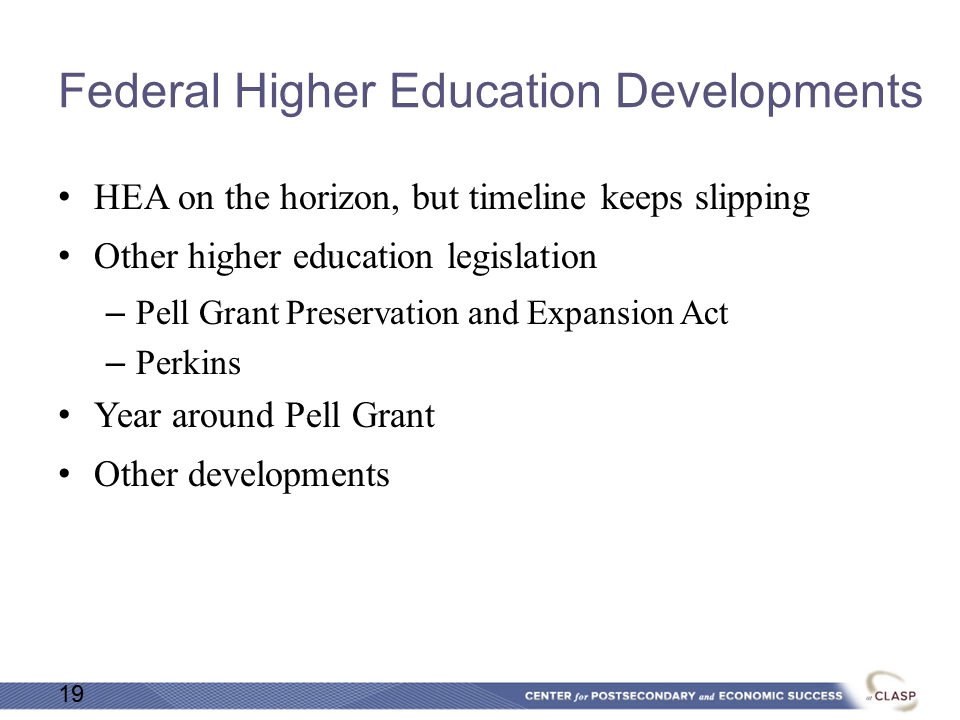 Federal Higher Education Developments
• HEA on the horizon, but timeline keeps slipping
• Other higher education legislation
– Pell Grant Preservation and Expansion Act
– Perkins
• Year around Pell Grant
• Other developments
19
CENTER for POSTSECONDARY and ECONOMIC SUCCESS at CLASP